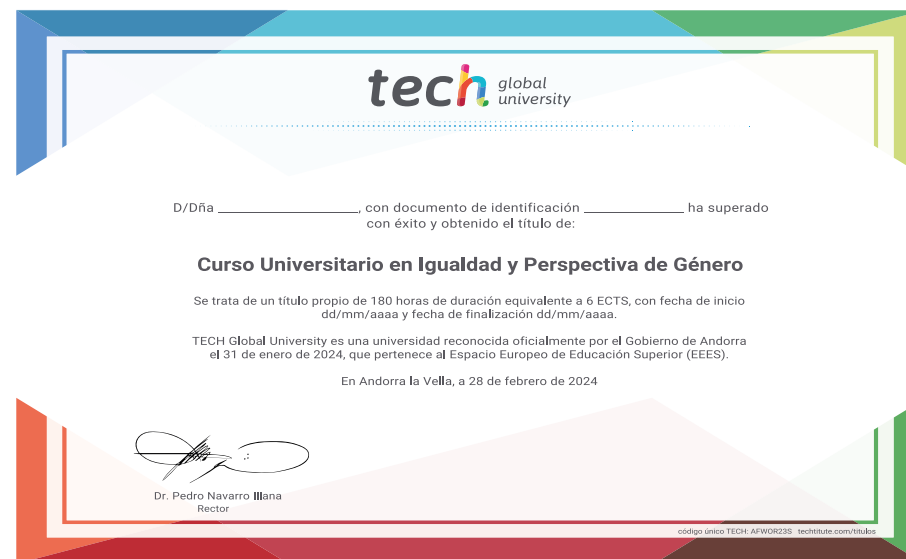 tech global university
D/Dña ____________________, con documento de identificación ______________ ha superado
con éxito y obtenido el título de:
Curso Universitario en Igualdad y Perspectiva de Género
Se trata de un título propio de 180 horas de duración equivalente a 6 ECTS, con fecha de inicio
dd/mm/aaaa y fecha de finalización dd/mm/aaaa.
TECH Global University es una universidad reconocida oficialmente por el Gobierno de Andorra
el 31 de enero de 2024, que pertenece al Espacio Europeo de Educación Superior (EEES).
En Andorra la Vella, a 28 de febrero de 2024
Dr. Pedro Navarro Illana
Rector
código único TECH: AFWOR23S techtitute.com/titulos